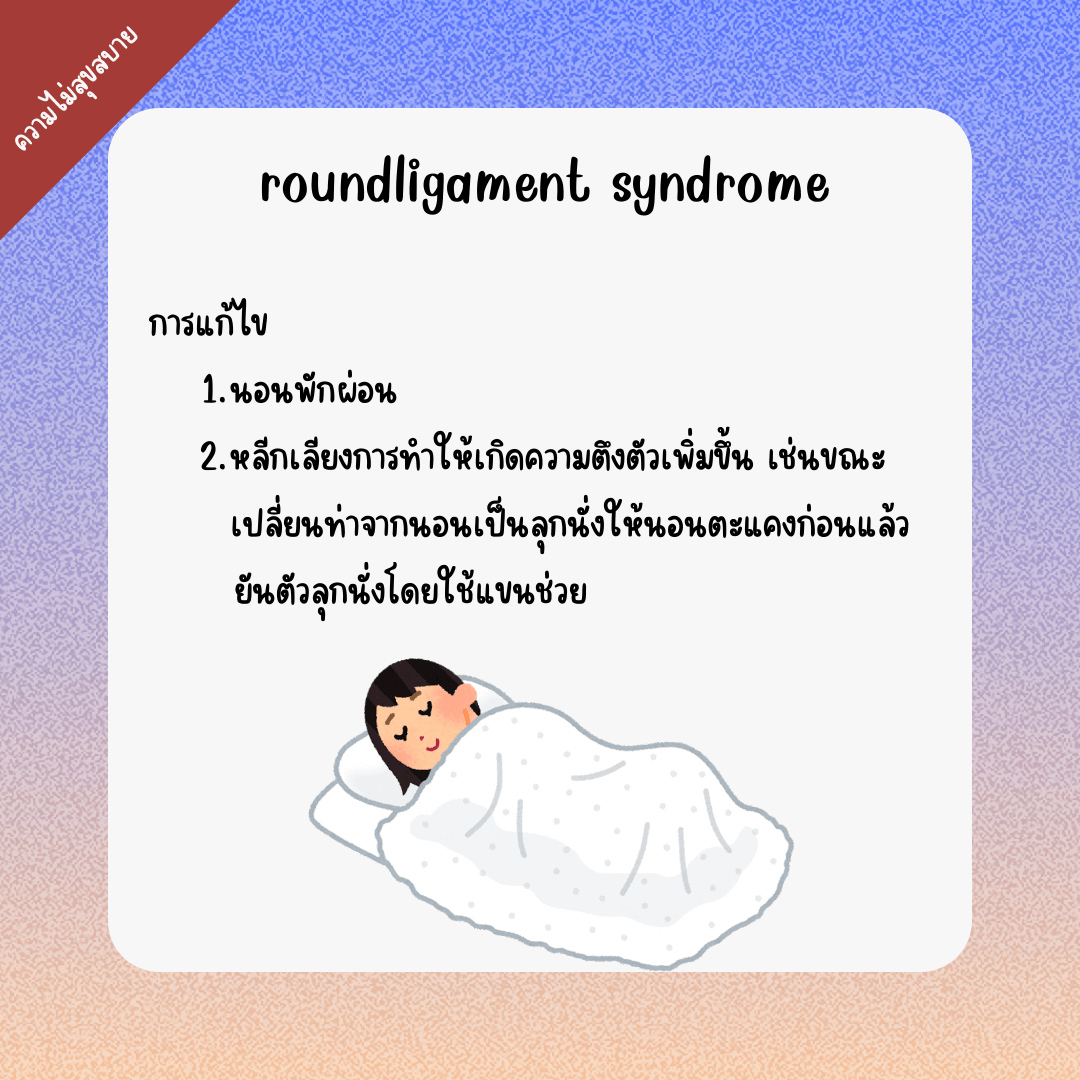 ความไม่สุขสบาย
roundligament syndrome
การแก้ไข
1.นอนพักผ่อน
2.หลีกเลียงการทำให้เกิดความตึงตัวเพิ่มขึ้น เช่นขณะ
เปลี่ยนท่าจากนอนเป็นลุกนั่งให้นอนตะแคงก่อนแล้ว
ยันตัวลุกนั่งโดยใช้แขนช่วย